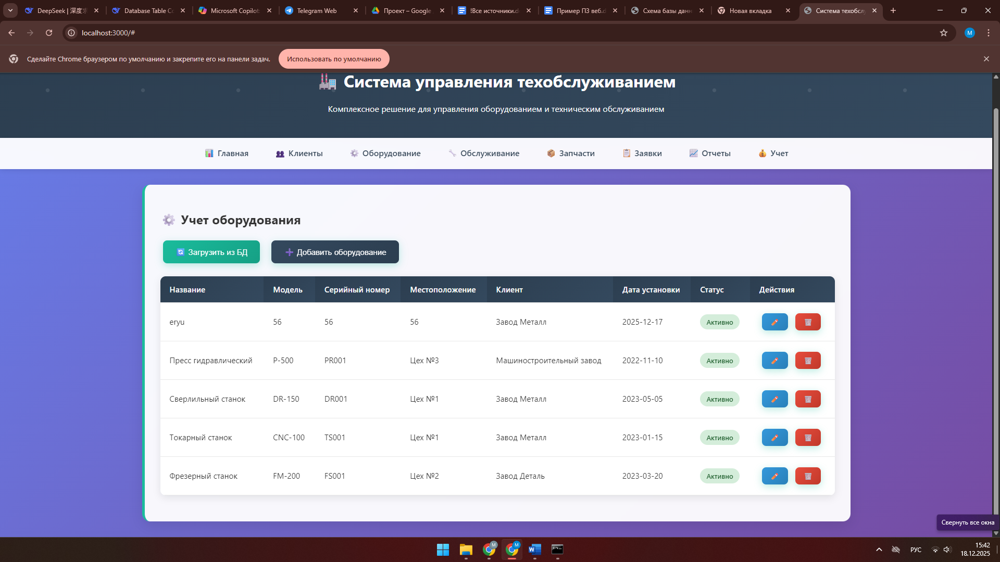 DeepSeek | 深度求
Database Table Co
Microsoft Copilot:
Telegram Web
Проект – Google
!Все источники.d
Пример ПЗ веб.d
Схема базы данн
Новая вкладка
Система техобслу
localhost:3000/#
M
Сделайте Chrome браузером по умолчанию и закрепите его на панели задач.
Использовать по умолчанию
Система управления техобслуживанием
Комплексное решение для управления оборудованием и техническим обслуживанием
Главная
Клиенты
Оборудование
Обслуживание
Запчасти
Заявки
Отчеты
Учет
Учет оборудования
Загрузить из БД
Добавить оборудование
Название Модель Серийный номер Местоположение Клиент Дата установки Статус Действия
eryu 56 56 56 Завод Металл 2025-12-17 Активно
Пресс гидравлический P-500 PR001 Цех №3 Машиностроительный завод 2022-11-10 Активно
Сверлильный станок DR-150 DR001 Цех №1 Завод Металл 2023-05-05 Активно
Токарный станок CNC-100 TS001 Цех №1 Завод Металл 2023-01-15 Активно
Фрезерный станок FM-200 FS001 Цех №2 Завод Деталь 2023-03-20 Активно
Свернуть все окна
M
M
РУС
15:42
18.12.2025